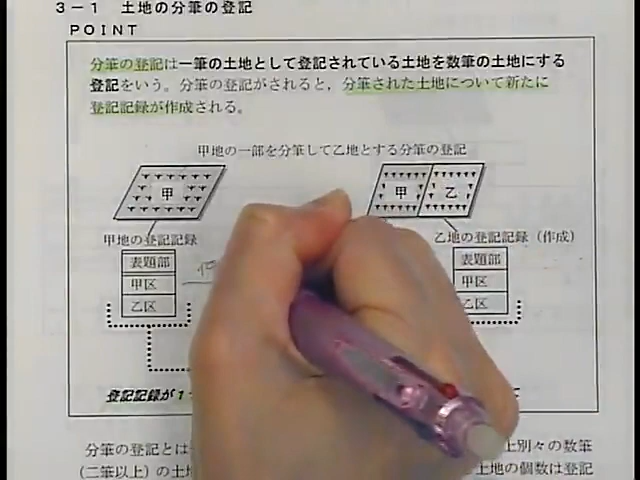 ３－１　土地の分筆の登記
ＰＯＩＮＴ
分筆の登記は一筆の土地として登記されている土地を数筆の土地にする
登記をいう。分筆の登記がされると，分筆された土地について新たに
登記記録が作成される。
甲地の一部を分筆して乙地とする分筆の登記
甲
甲 乙
甲地の登記記録
乙地の登記記録（作成）
表題部
甲区
乙区
表題部
甲区
乙区
登記記録が１
分筆の登記とは
上別々の数筆
（二筆以上）の土地
土地の個数は登記